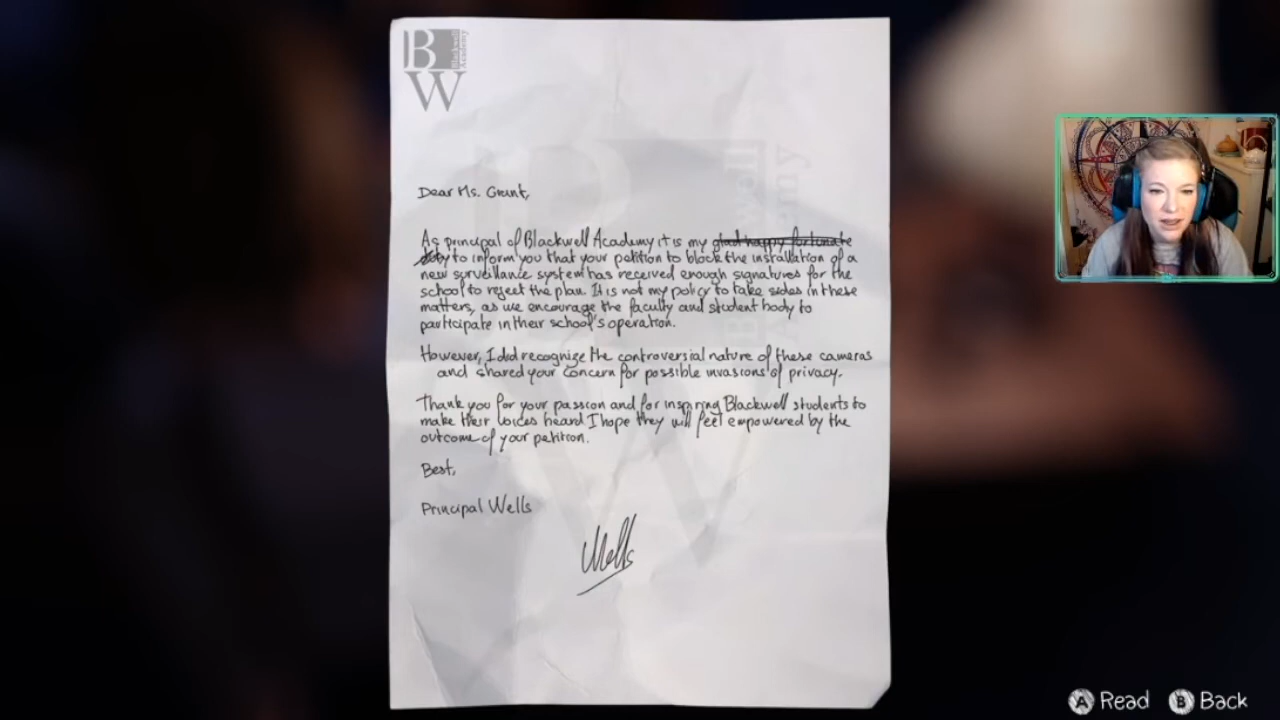 B
Blackwell
Academy
W
Dear Ms. Grant,
As principal of Blackwell Academy it is my glad happy fortunate
duty to inform you that your petition to block the installation of a
new surveillance system has received enough signatures for the
school to reject the plan. It is not my policy to take sides in these
matters, as we encourage the faculty and student body to
participate in their school's operation.
However, I did recognize the controversial nature of these cameras
and shared your concern for possible invasions of privacy.
Thank you for your passion and for inspiring Blackwell students to
make their voices heard I hope they will feel empowered by the
outcome of your petition.
Best,
Principal Wells
Wells
A Read B Back